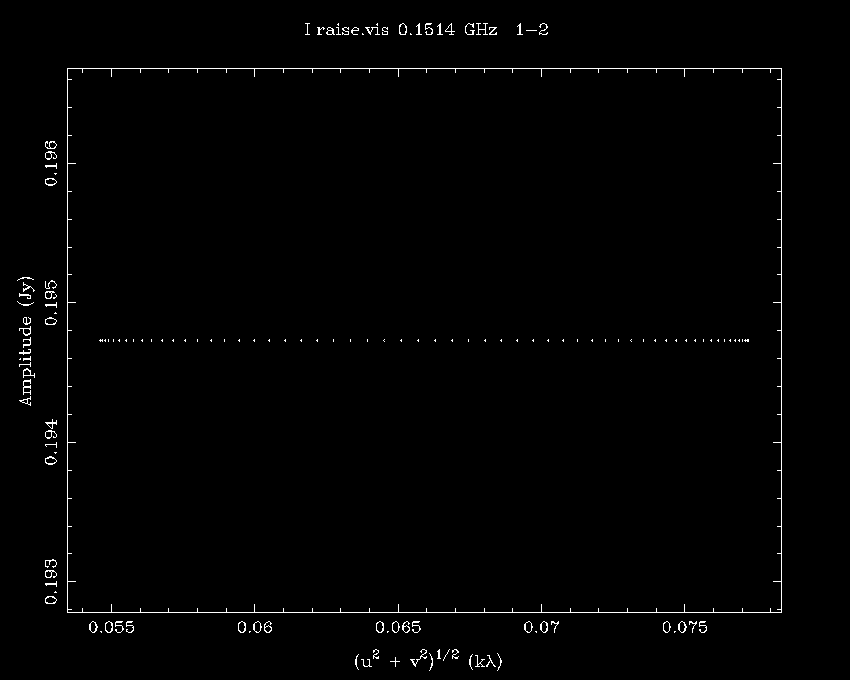 I raise.vis 0.1514 GHz 1−2
0.196
0.195
0.194
0.193
Amplitude (Jy)
0.055 0.06 0.065 0.07 0.075
(u² + v²)¹/² (kλ)